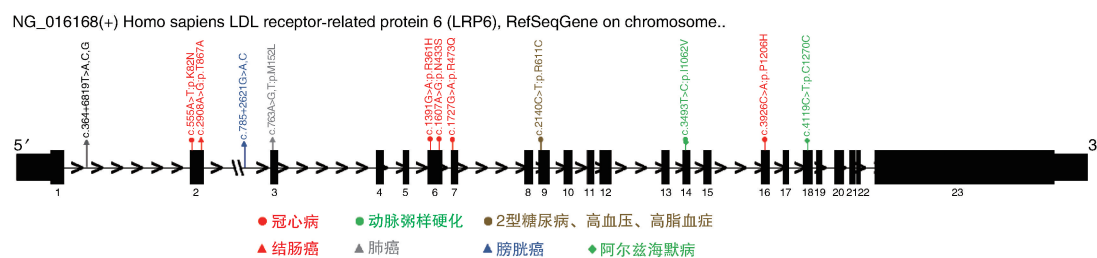 NG_016168(+) Homo sapiens LDL receptor-related protein 6 (LRP6), RefSeqGene on chromosome..
c.364+6819T>A,C,G
c.555A>T:p.K82N
c.2908A>G:p.T867A
c.785+2621G>A,C
c.763A>G,T:p.M152L
c.1391G>A:p.R361H
c.1607A>G:p.N433S
c.1727G>A:p.R473Q
c.2140C>T:p.R611C
c.3493T>C:p.I1062V
c.3926C>A:p.P1206H
c.4119C>T:p.C1270C
5′ 3
1 2 3 4 5 6 7 8 9 10 11 12 13 14 15 16 17 18 19 20 21 22 23
冠心病 动脉粥样硬化 2型糖尿病、高血压、高脂血症
结肠癌 肺癌 膀胱癌 阿尔兹海默病